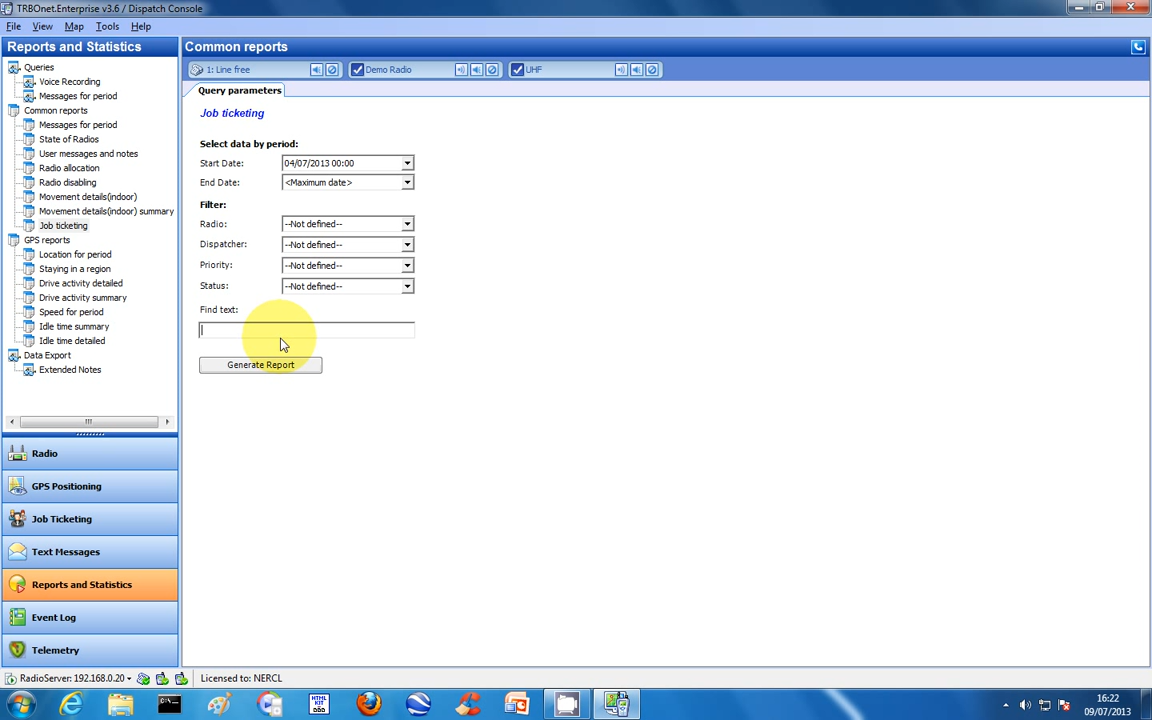 TRBOnet.Enterprise v3.6 / Dispatch Console
File View Map Tools Help
Reports and Statistics
Common reports
Queries
Voice Recording
Messages for period
Common reports
Messages for period
State of Radios
User messages and notes
Radio allocation
Radio disabling
Movement details(indoor)
Movement details(indoor) summary
Job ticketing
GPS reports
Location for period
Staying in a region
Drive activity detailed
Drive activity summary
Speed for period
Idle time summary
Idle time detailed
Data Export
Extended Notes
Radio
GPS Positioning
Job Ticketing
Text Messages
Reports and Statistics
Event Log
Telemetry
1: Line free
Demo Radio
UHF
Query parameters
Job ticketing
Select data by period:
Start Date: 04/07/2013 00:00
End Date: <Maximum date>
Filter:
Radio: --Not defined--
Dispatcher: --Not defined--
Priority: --Not defined--
Status: --Not defined--
Find text:
Generate Report
RadioServer: 192.168.0.20
Licensed to: NERCL
HTML
KIT
16:22
09/07/2013